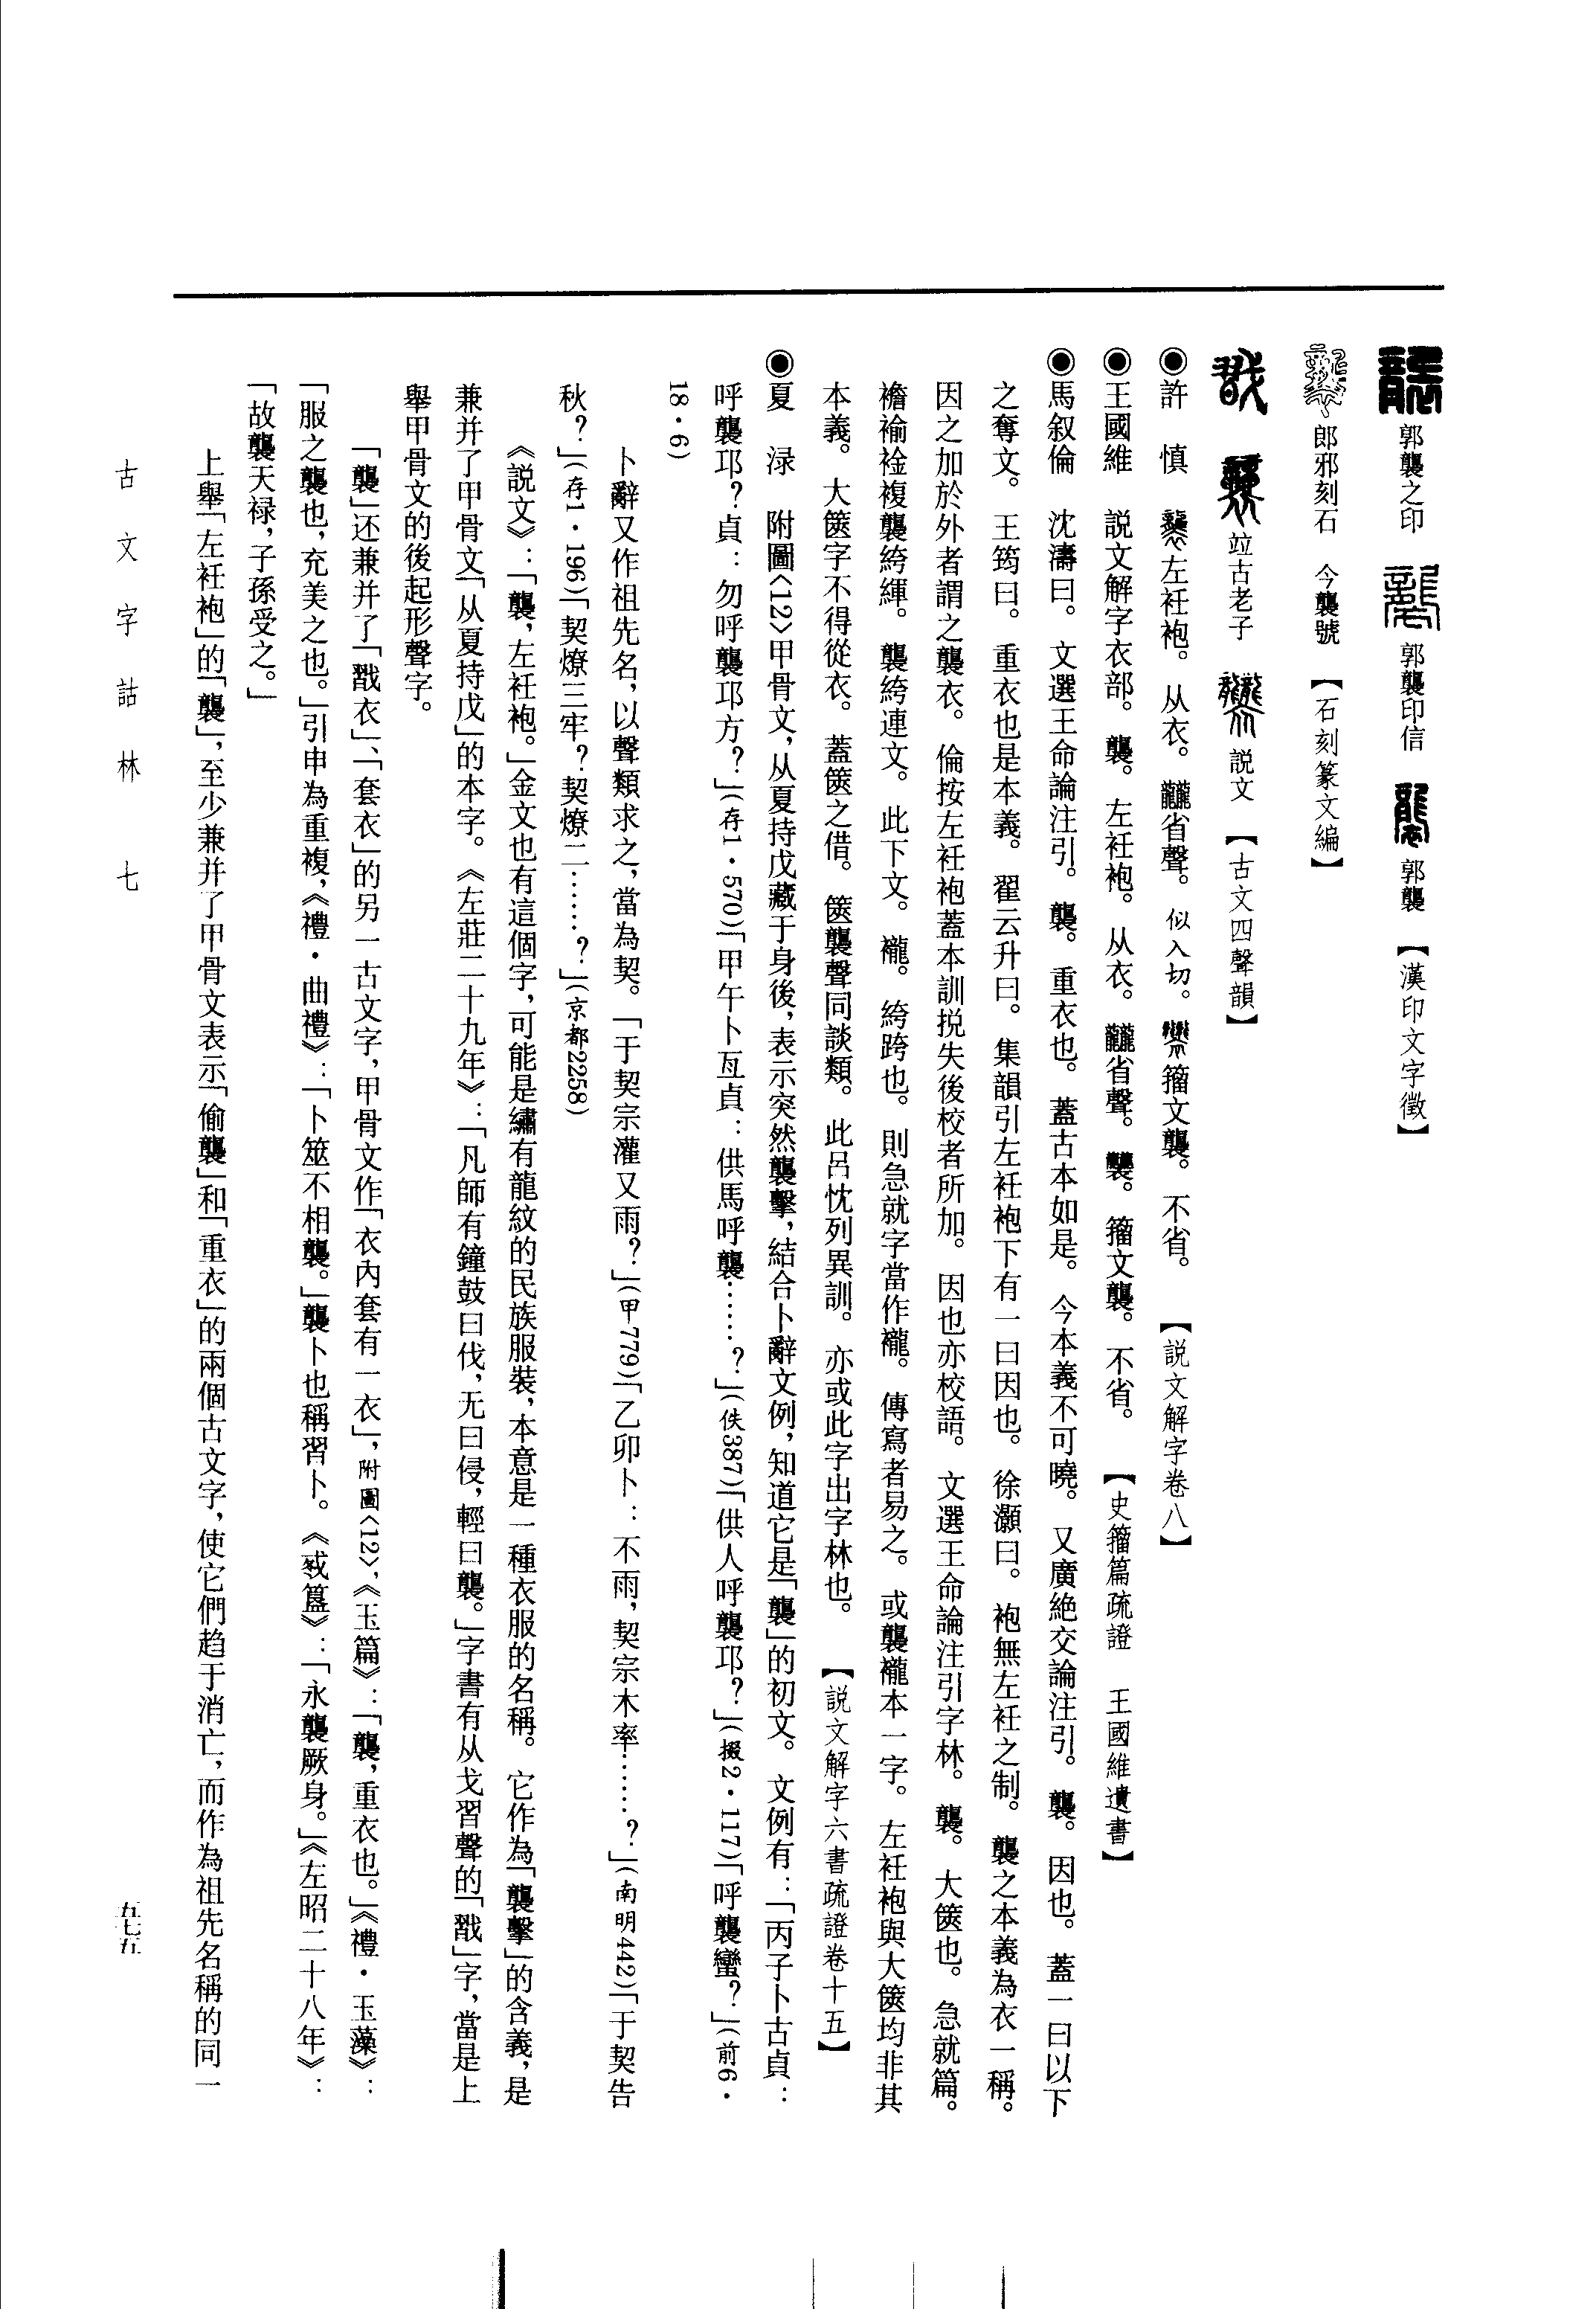 郭襲之印　郭襲印信　郭襲　【漢印文字徵】
郎邪刻石　今襲號　【石刻篆文編】
竝古老子　説文　【古文四聲韻】
◉許　慎　左衽袍。从衣。龖省聲。似入切。籀文襲。不省。　【説文解字卷八】
◉王國維　説文解字衣部。襲。左衽袍。从衣。龖省聲。籀文襲。不省。　【史籀篇疏證　王國維遺書】
◉馬叙倫　沈濤曰。文選王命論注引。襲。重衣也。蓋古本如是。今本義不可曉。又廣絶交論注引。襲。因也。蓋一曰以下
之奪文。王筠曰。重衣也是本義。翟云升曰。集韻引左衽袍下有一曰因也。徐灝曰。袍無左衽之制。襲之本義為衣一稱。
因之加於外者謂之襲衣。倫按左衽袍蓋本訓挩失後校者所加。因也亦校語。文選王命論注引字林。襲。大篋也。急就篇。
襜褕袷複襲絝緷。襲絝連文。此下文。襱。絝跨也。則急就字當作襱。傳寫者易之。或襲襱本一字。左衽袍與大篋均非其
本義。大篋字不得從衣。蓋篋之借。篋襲聲同談類。此呂忱列異訓。亦或此字出字林也。　【説文解字六書疏證卷十五】
◉夏　渌　附圖〈12〉甲骨文，从夏持戊藏于身後，表示突然襲擊，結合卜辭文例，知道它是「襲」的初文。文例有：「丙子卜古貞：
呼襲邛？貞：勿呼襲邛方？」（存1·570）「甲午卜亙貞：供馬呼襲……？」（佚387）「供人呼襲邛？」（掇2·117）「呼襲蠻？」（前6·
18·6）
卜辭又作祖先名，以聲類求之，當為契。「于契宗灌又雨？」（甲779）「乙卯卜：不雨，契宗木率……？」（南明442）「于契告
秋？」（存1·196）「契燎三牢？契燎二……？」（京都2258）
《説文》：「襲，左衽袍。」金文也有這個字，可能是繡有龍紋的民族服裝，本意是一種衣服的名稱。它作為「襲擊」的含義，是
兼并了甲骨文「从夏持戊」的本字。《左莊二十九年》：「凡師有鐘鼓曰伐，无曰侵，輕曰襲。」字書有从戈習聲的「戳」字，當是上
舉甲骨文的後起形聲字。
「襲」还兼并了「戳衣」、「套衣」的另一古文字，甲骨文作「衣內套有一衣」，附圖〈12〉，《玉篇》：「襲，重衣也。」《禮·玉藻》：
「服之襲也，充美之也。」引申為重複，《禮·曲禮》：「卜筮不相襲。」襲卜也稱習卜。《㦰簋》：「永襲厥身。」《左昭二十八年》：
「故襲天禄，子孫受之。」
上舉「左衽袍」的「襲」，至少兼并了甲骨文表示「偷襲」和「重衣」的兩個古文字，使它們趋于消亡，而作為祖先名稱的同一
古文字詁林　七
五七五